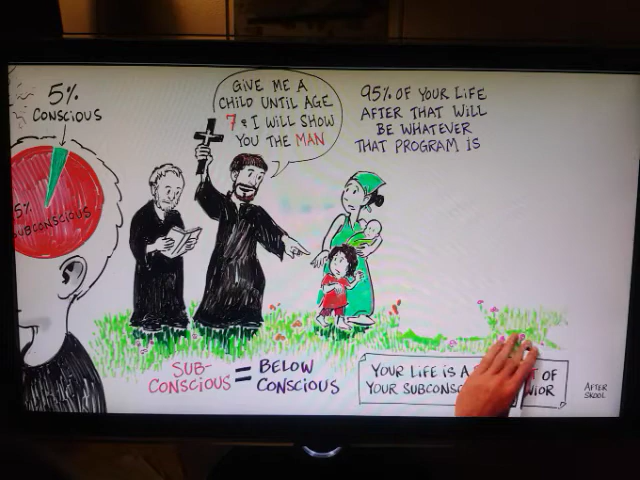 5%
CONSCIOUS
5%
SUBCONSCIOUS
GIVE ME A
CHILD UNTIL AGE
7 & I WILL SHOW
YOU THE MAN
95% OF YOUR LIFE
AFTER THAT WILL
BE WHATEVER
THAT PROGRAM IS
SUB-
CONSCIOUS = BELOW
CONSCIOUS
YOUR LIFE IS A OF
YOUR
AFTER
SKOOL